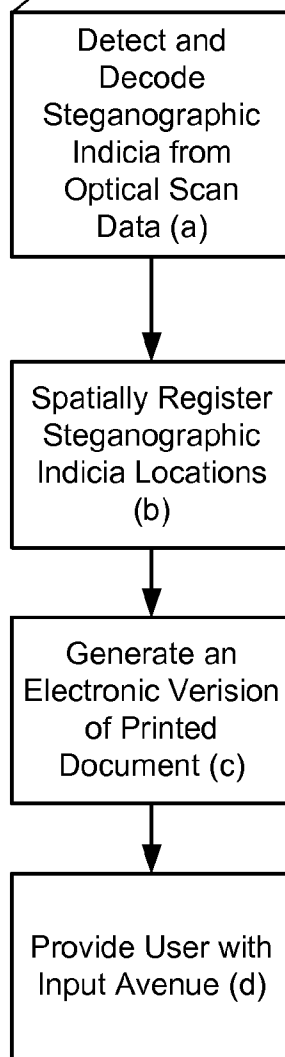 Detect and
Decode
Steganographic
Indicia from
Optical Scan
Data (a)
Spatially Register
Steganographic
Indicia Locations
(b)
Generate an
Electronic Verision
of Printed
Document (c)
Provide User with
Input Avenue (d)